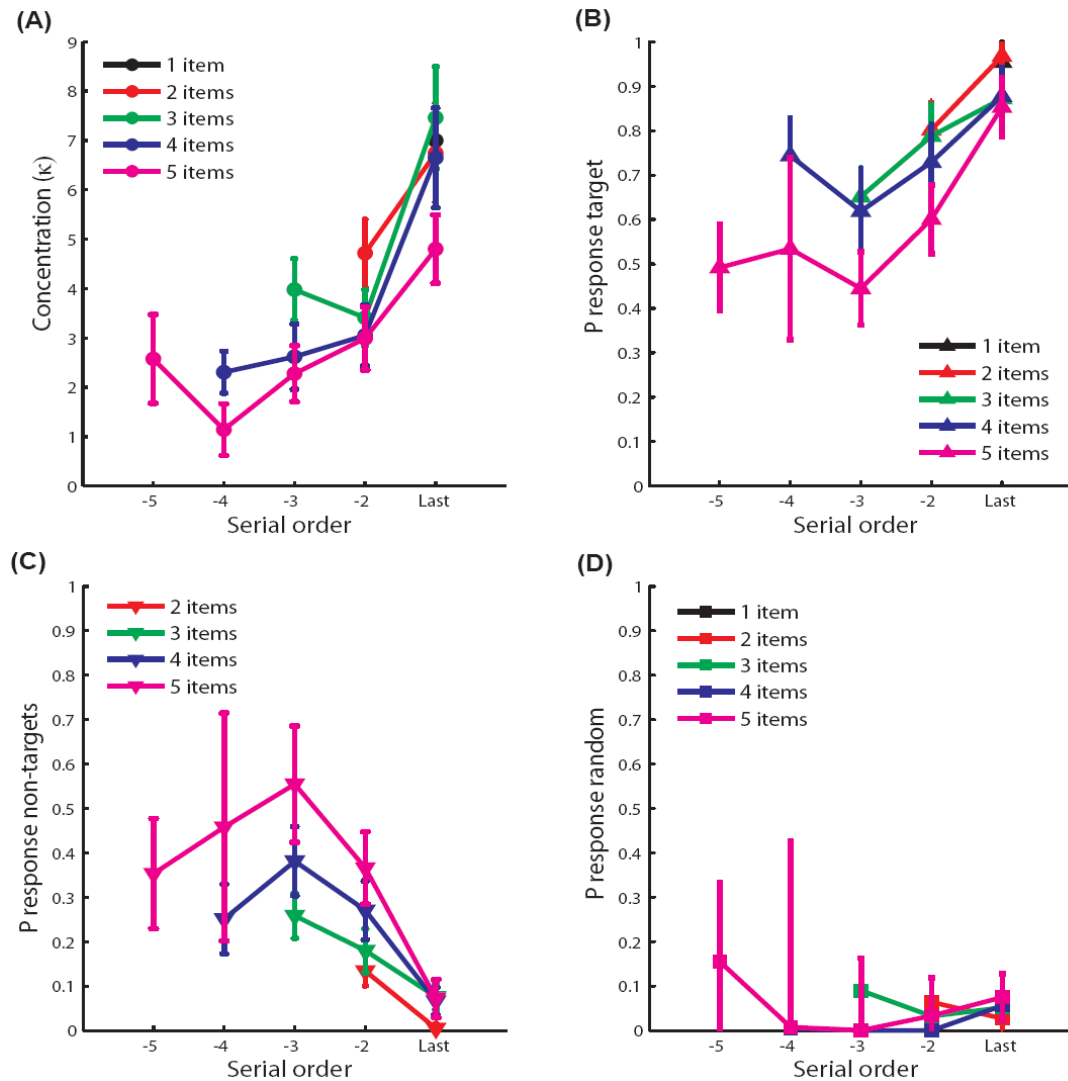 (A)
9
8
7
6
5
4
3
2
1
0
Concentration (κ)
1 item
2 items
3 items
4 items
5 items
-5 -4 -3 -2 Last
Serial order
(B)
1
0.9
0.8
0.7
0.6
0.5
0.4
0.3
0.2
0.1
0
P response target
1 item
2 items
3 items
4 items
5 items
-5 -4 -3 -2 Last
Serial order
(C)
1
0.9
0.8
0.7
0.6
0.5
0.4
0.3
0.2
0.1
0
P response non-targets
2 items
3 items
4 items
5 items
-5 -4 -3 -2 Last
Serial order
(D)
1
0.9
0.8
0.7
0.6
0.5
0.4
0.3
0.2
0.1
0
P response random
1 item
2 items
3 items
4 items
5 items
-5 -4 -3 -2 Last
Serial order